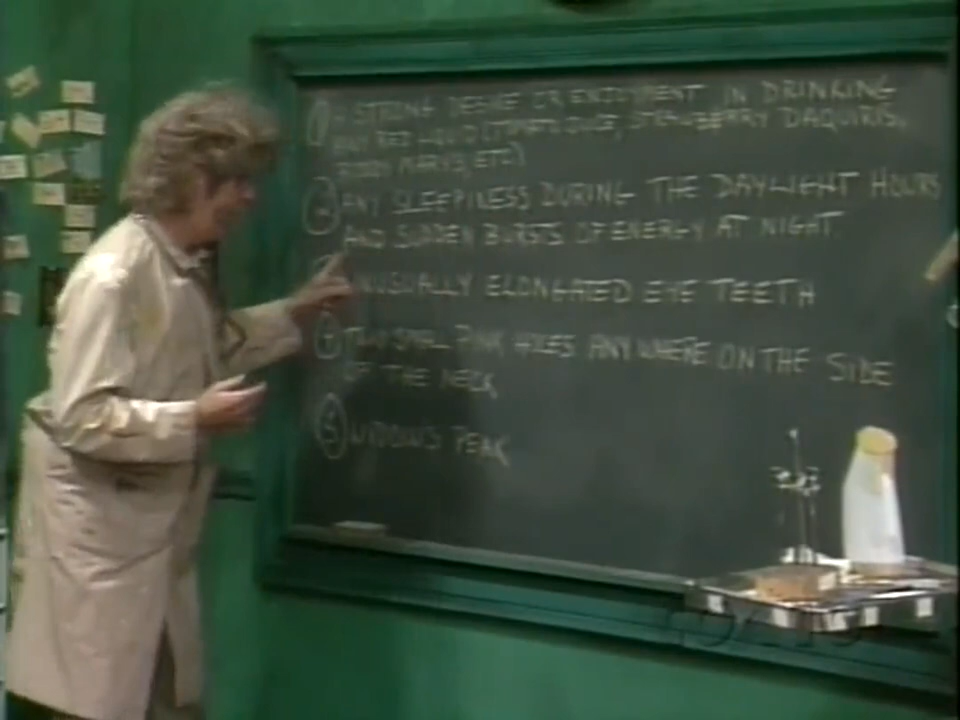 ① A STRONG DESIRE OR ENJOYMENT IN DRINKING
ANY RED LIQUID (TOMATO JUICE, STRAWBERRY DAQUIRIS,
BLOODY MARYS, ETC)
② ANY SLEEPINESS DURING THE DAYLIGHT HOURS
AND SUDDEN BURSTS OF ENERGY AT NIGHT.
UNUSUALLY ELONGATED EYE TEETH
④ TWO SMALL PINK HOLES ANYWHERE ON THE SIDE
OF THE NECK
⑤ WIDOWS PEAK